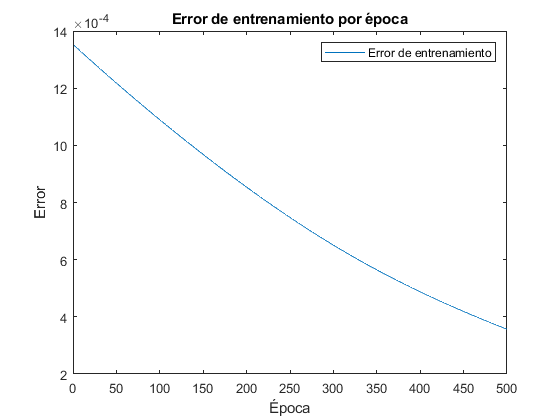 Error de entrenamiento por época
×10-4
Error de entrenamiento
14
12
10
8
6
4
2
Error
0 50 100 150 200 250 300 350 400 450 500
Época